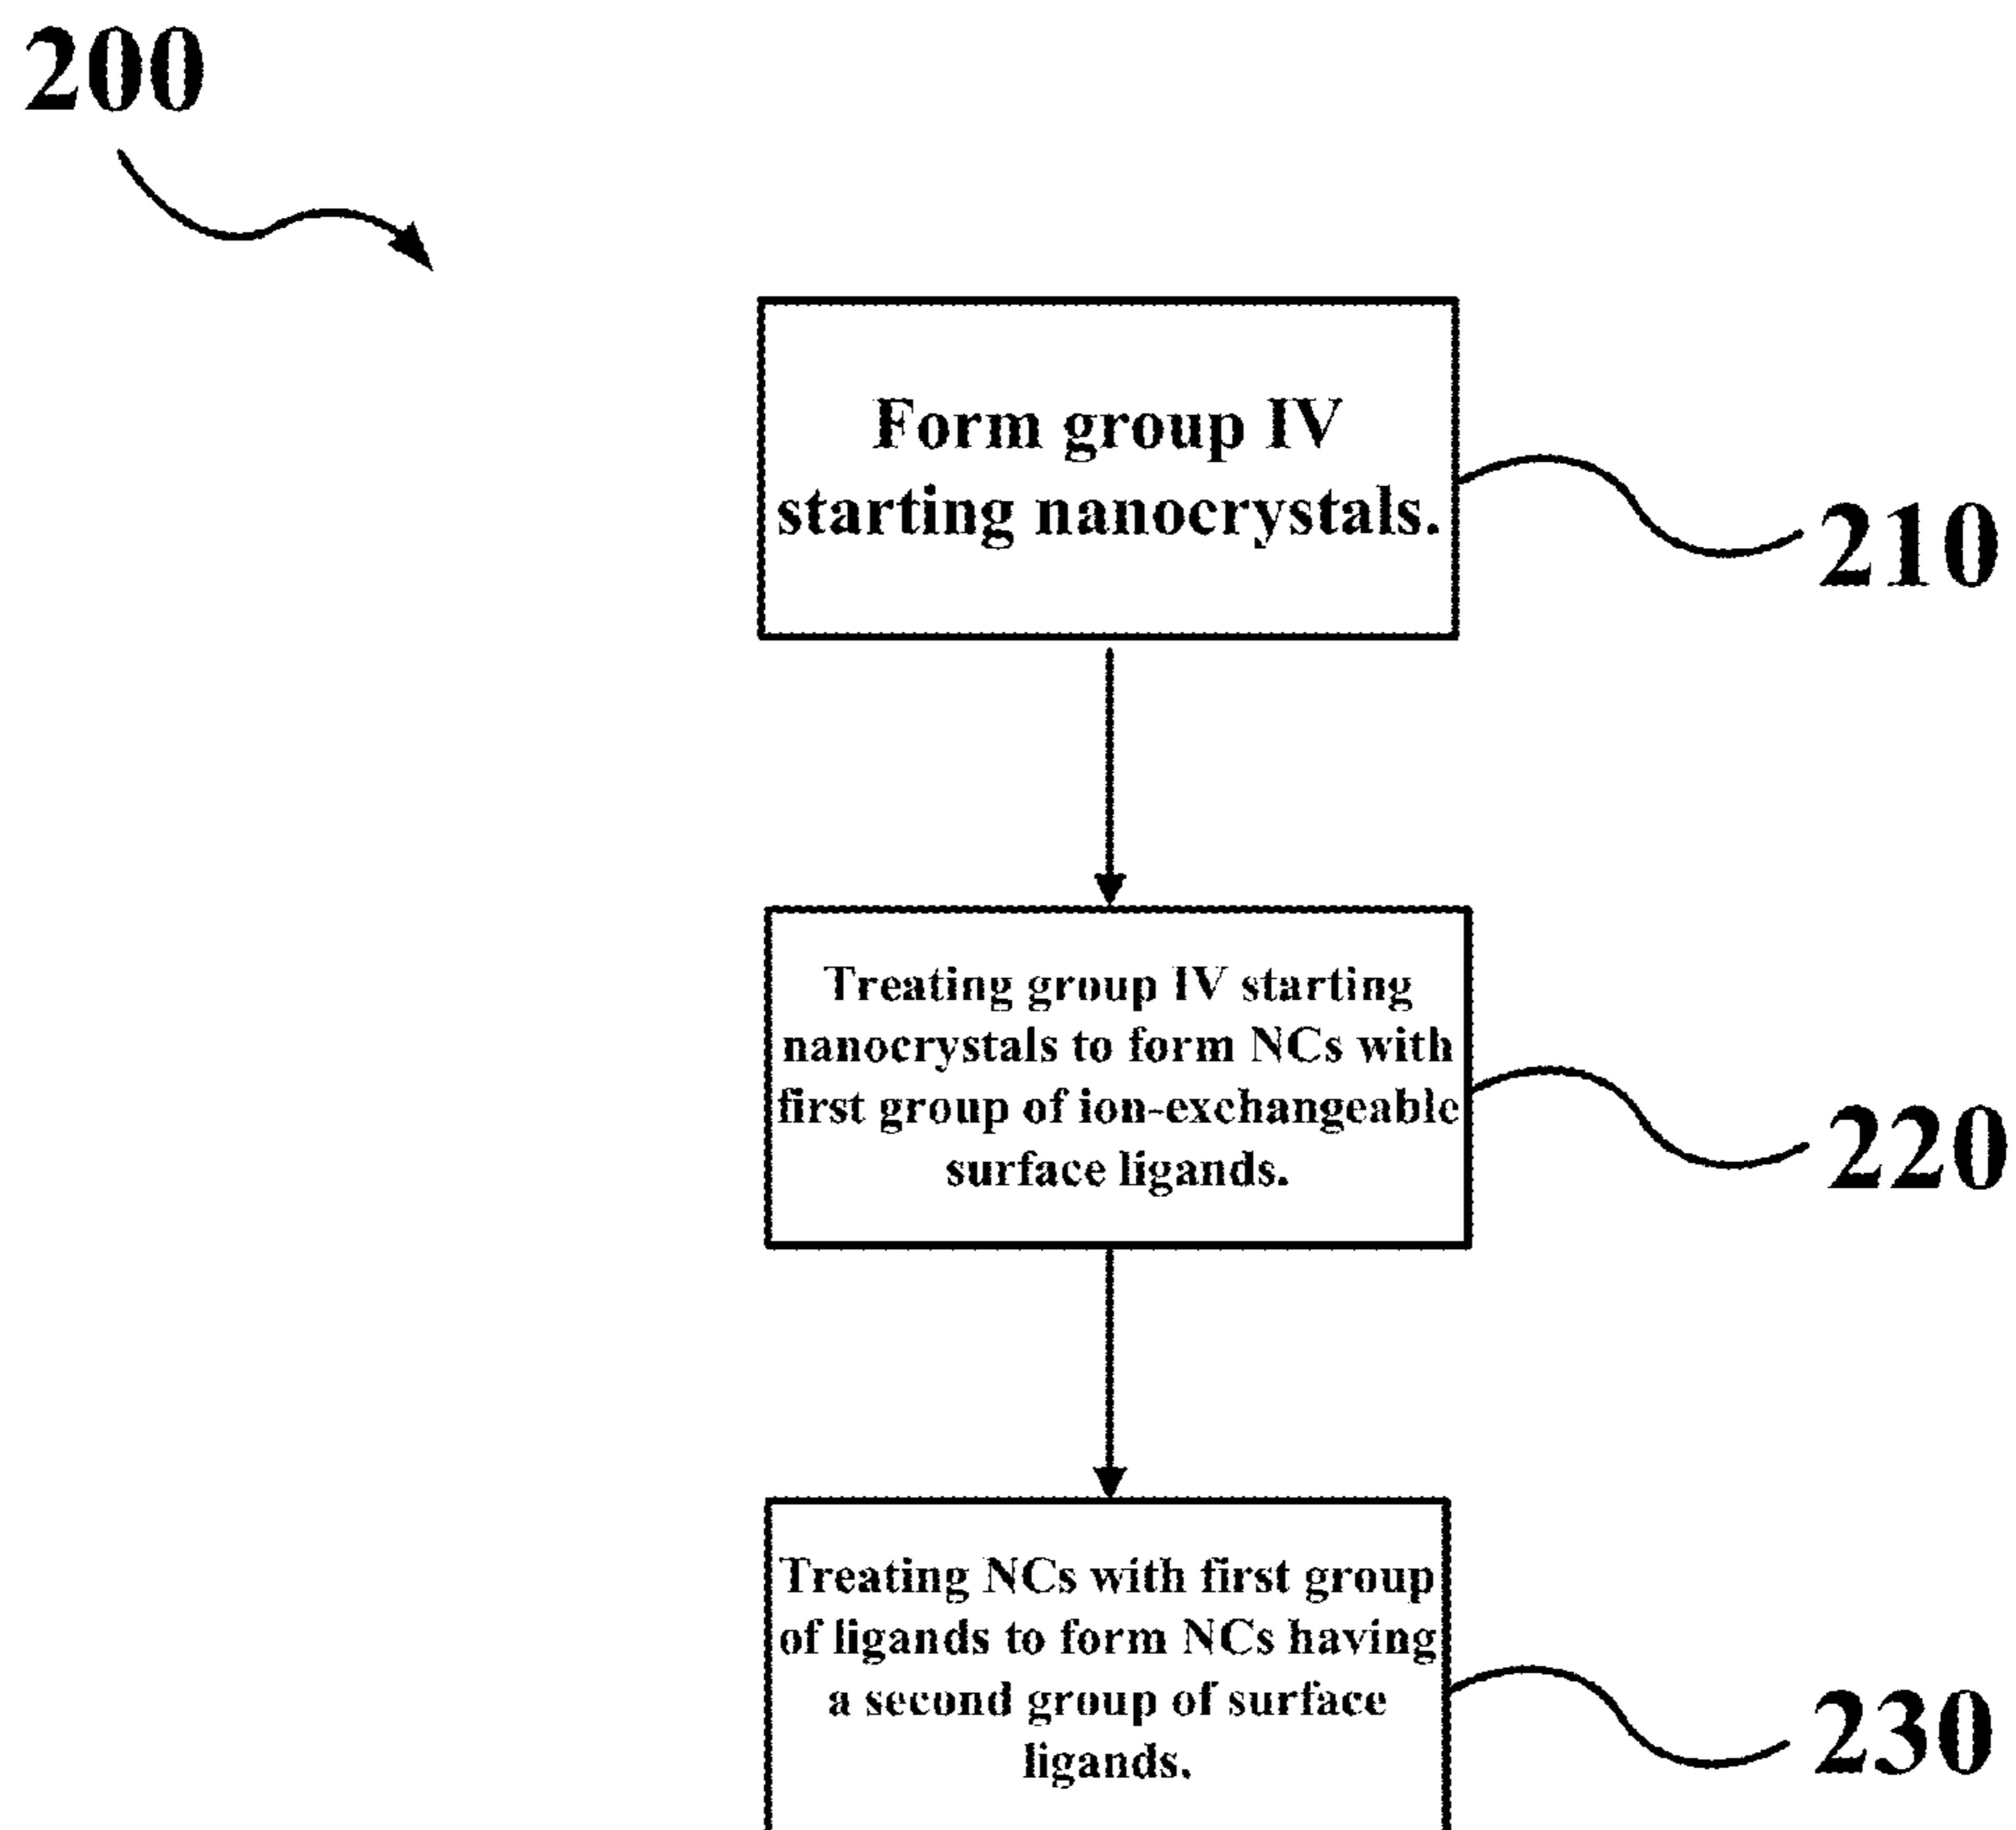 200
Form group IV
starting nanocrystals.
210
Treating group IV starting
nanocrystals to form NCs with
first group of ion-exchangeable
surface ligands.
220
Treating NCs with first group
of ligands to form NCs having
a second group of surface
ligands.
230